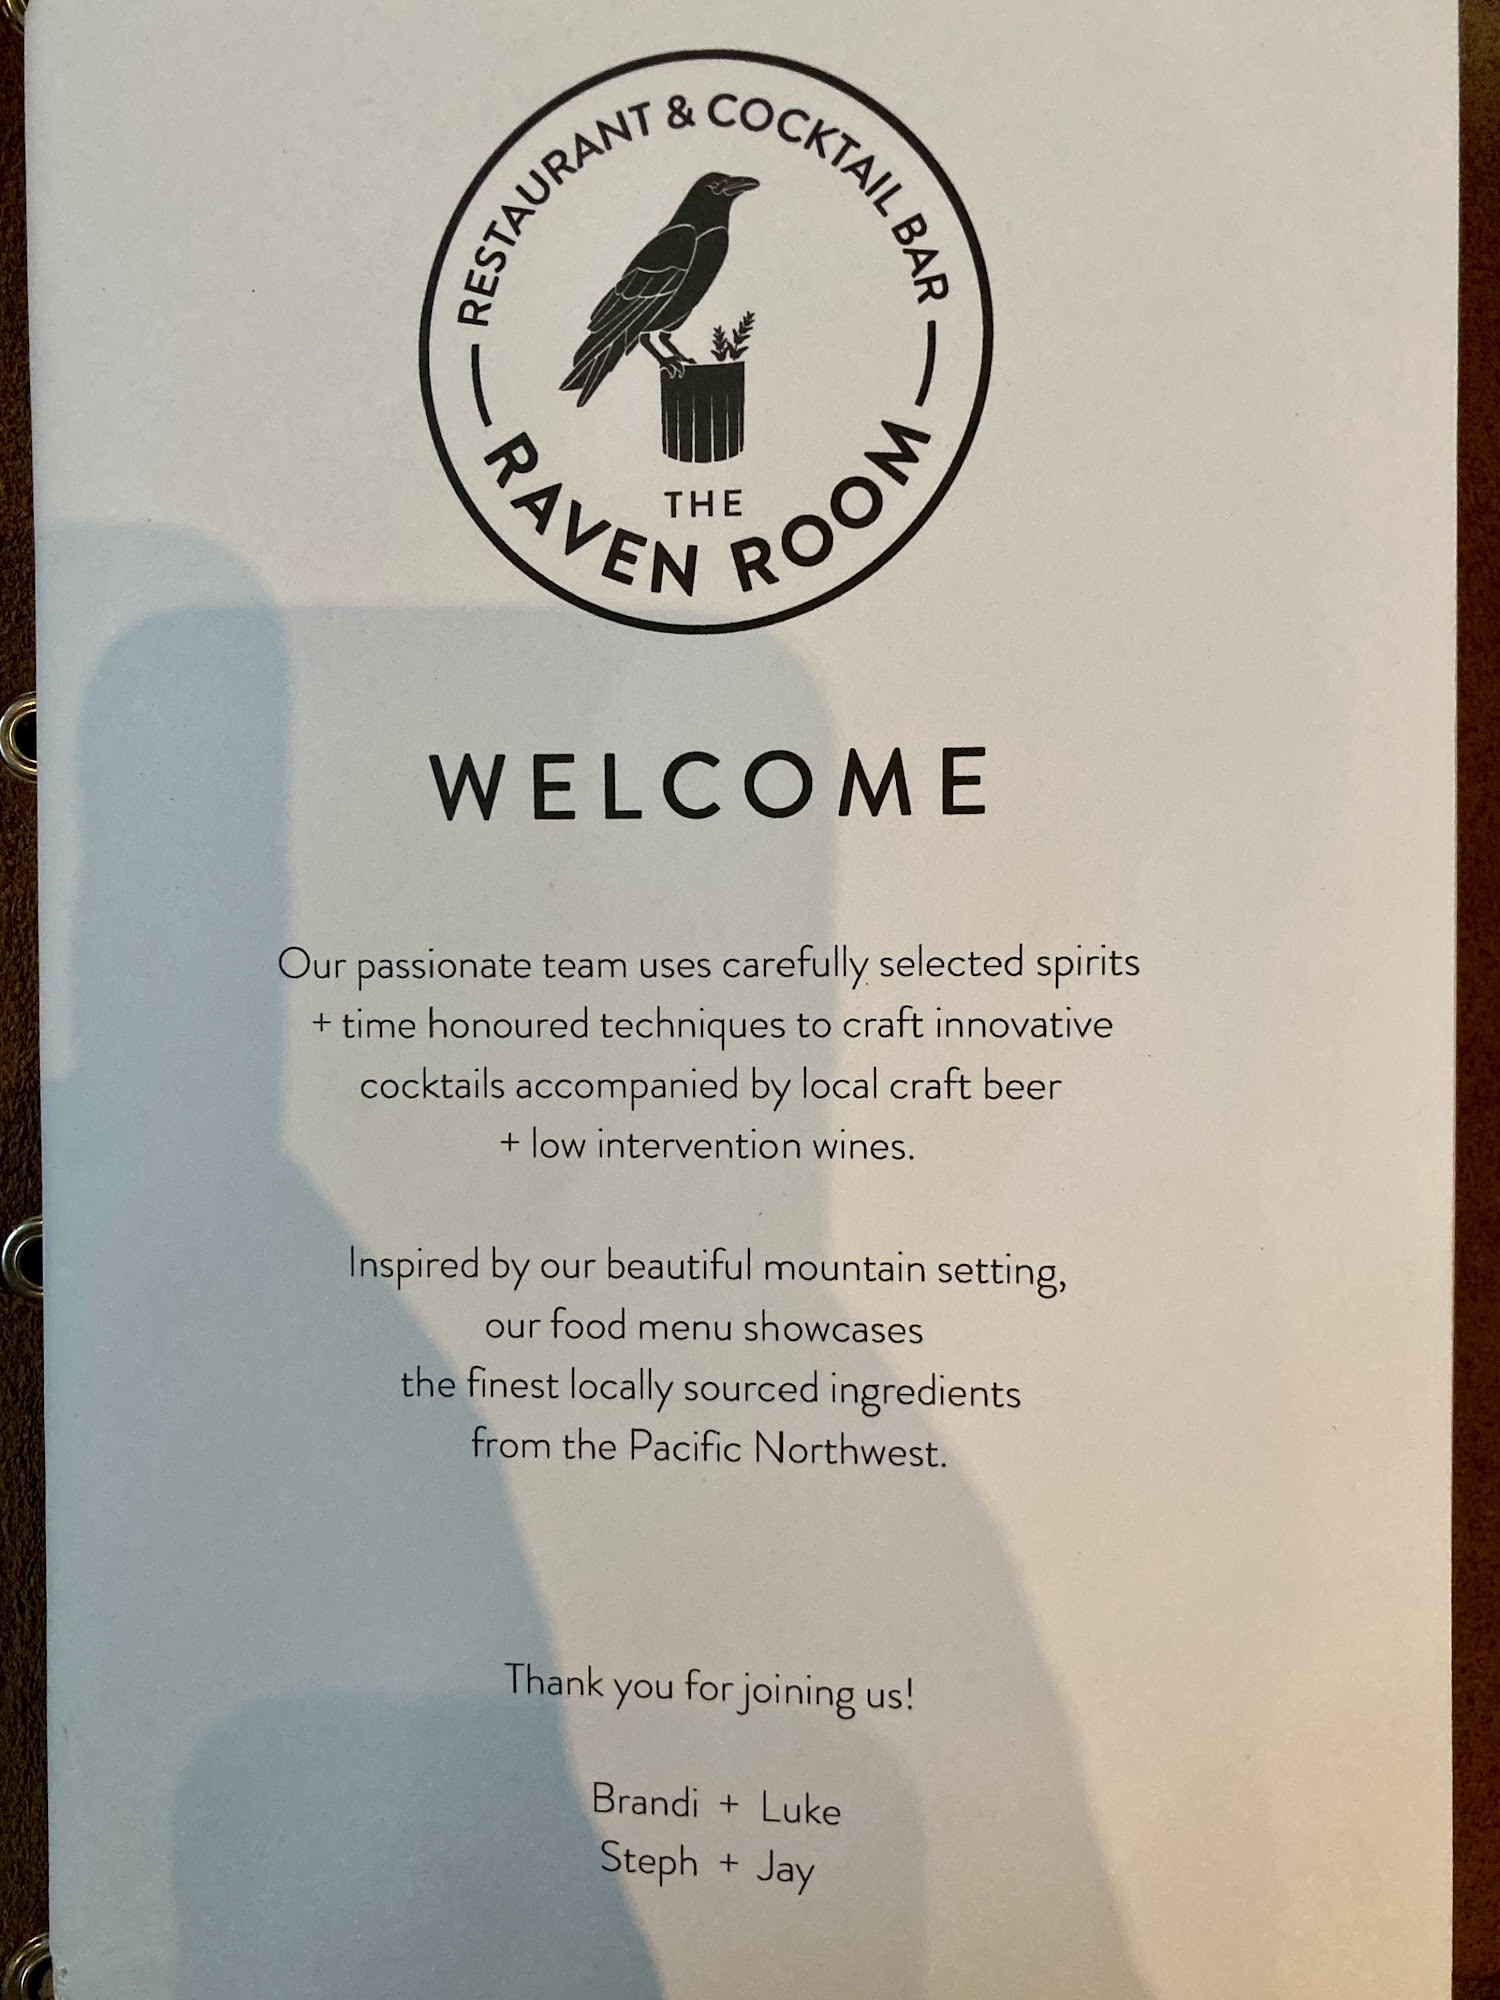 RESTAURANT & COCKTAIL BAR
THE
RAVEN ROOM
WELCOME
Our passionate team uses carefully selected spirits
+ time honoured techniques to craft innovative
cocktails accompanied by local craft beer
+ low intervention wines.
Inspired by our beautiful mountain setting,
our food menu showcases
the finest locally sourced ingredients
from the Pacific Northwest.
Thank you for joining us!
Brandi + Luke
Steph + Jay